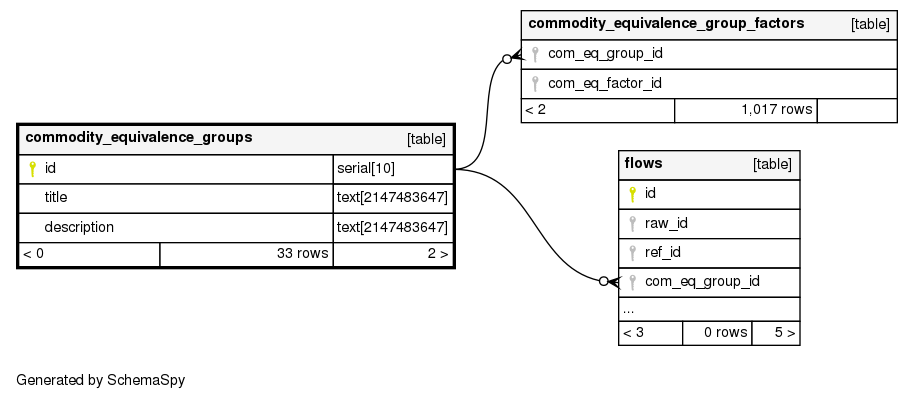 commodity_equivalence_group_factors [table]
com_eq_group_id
com_eq_factor_id
< 2 1,017 rows
commodity_equivalence_groups [table]
id serial[10]
title text[2147483647]
description text[2147483647]
< 0 33 rows 2 >
flows [table]
id
raw_id
ref_id
com_eq_group_id
...
< 3 0 rows 5 >
Generated by SchemaSpy